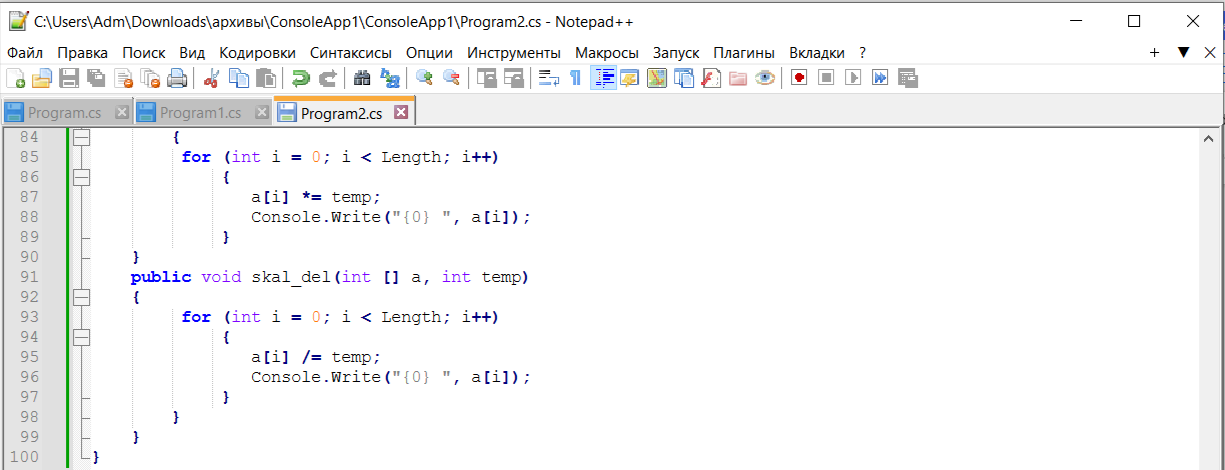 C:\Users\Adm\Downloads\архивы\ConsoleApp1\ConsoleApp1\Program2.cs - Notepad++
Файл Правка Поиск Вид Кодировки Синтаксисы Опции Инструменты Макросы Запуск Плагины Вкладки ?
Program.cs Program1.cs Program2.cs
84 {
85 for (int i = 0; i < Length; i++)
86 {
87 a[i] *= temp;
88 Console.Write("{0} ", a[i]);
89 }
90 }
91 public void skal_del(int [] a, int temp)
92 {
93 for (int i = 0; i < Length; i++)
94 {
95 a[i] /= temp;
96 Console.Write("{0} ", a[i]);
97 }
98 }
99 }
100 }